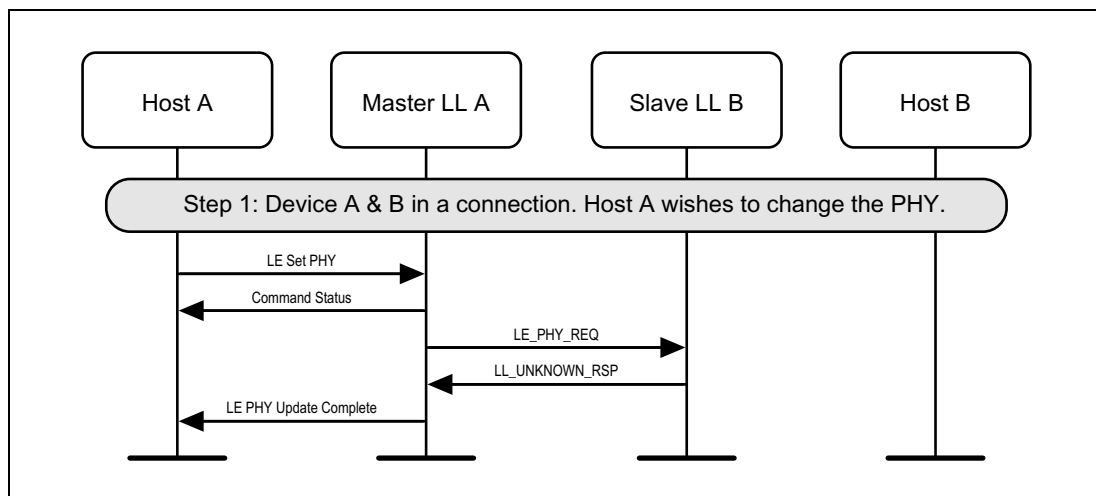 Host A
Master LL A
Slave LL B
Host B
Step 1: Device A & B in a connection. Host A wishes to change the PHY.
LE Set PHY
Command Status
LE_PHY_REQ
LL_UNKNOWN_RSP
LE PHY Update Complete